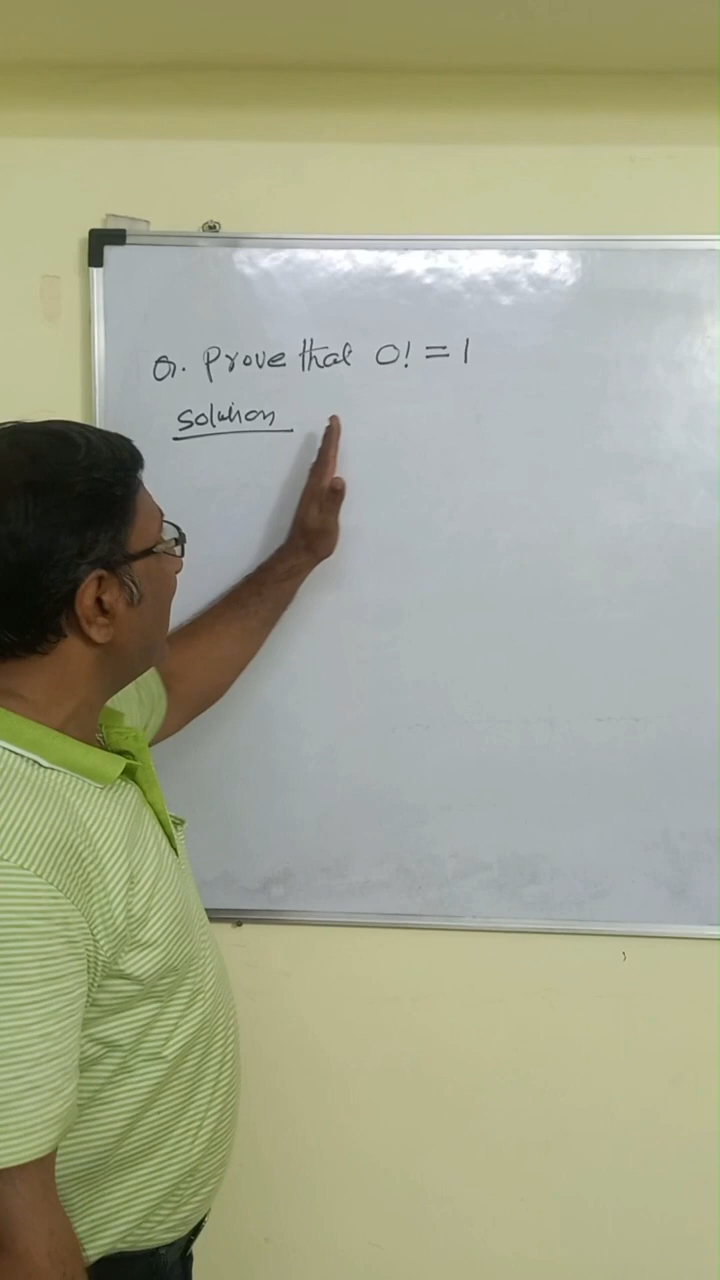 Q. Prove that 0! = 1
Solution